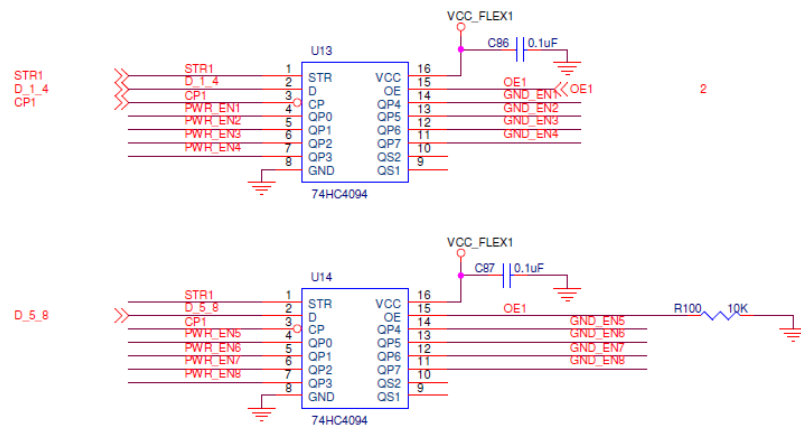 VCC_FLEX1
C86 0.1uF
U13
STR1 STR1 1 STR VCC 16
D_1_4 D_1_4 2 D OE 15 OE1 OE1 2
CP1 CP1 3 CP QP4 14 GND_EN1
PWR_EN1 4 QP0 QP5 13 GND_EN2
PWR_EN2 5 QP1 QP6 12 GND_EN3
PWR_EN3 6 QP2 QP7 11 GND_EN4
PWR_EN4 7 QP3 QS2 10
8 GND QS1 9
74HC4094
VCC_FLEX1
C87 0.1uF
U14
STR1 1 STR VCC 16
D_5_8 D_5_8 2 D OE 15 OE1 R100 10K
CP1 3 CP QP4 14 GND_EN5
PWR_EN5 4 QP0 QP5 13 GND_EN6
PWR_EN6 5 QP1 QP6 12 GND_EN7
PWR_EN7 6 QP2 QP7 11 GND_EN8
PWR_EN8 7 QP3 QS2 10
8 GND QS1 9
74HC4094